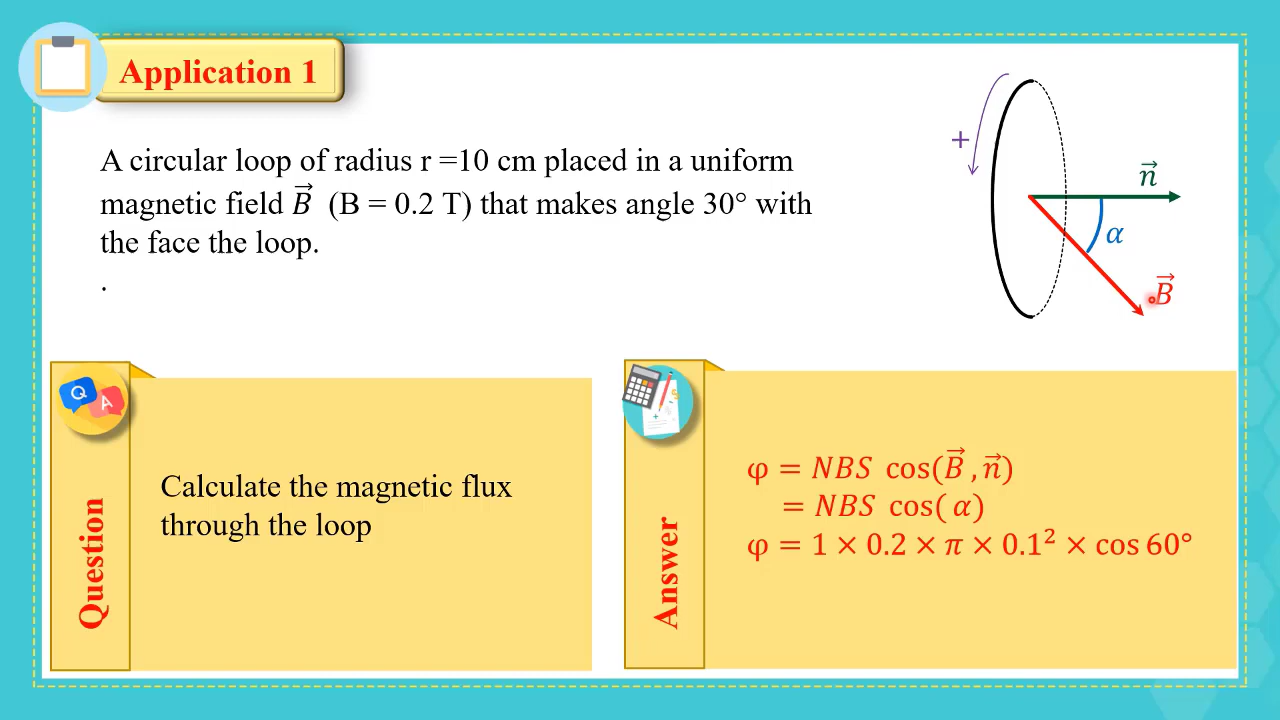 Application 1
A circular loop of radius r =10 cm placed in a uniform
magnetic field B⃗ (B = 0.2 T) that makes angle 30° with
the face the loop.
.
+
n⃗
α
B⃗
Q
A
Question
Calculate the magnetic flux
through the loop
Answer
φ = NBS cos(B⃗ , n⃗)
= NBS cos( α)
φ = 1 × 0.2 × π × 0.1² × cos 60°